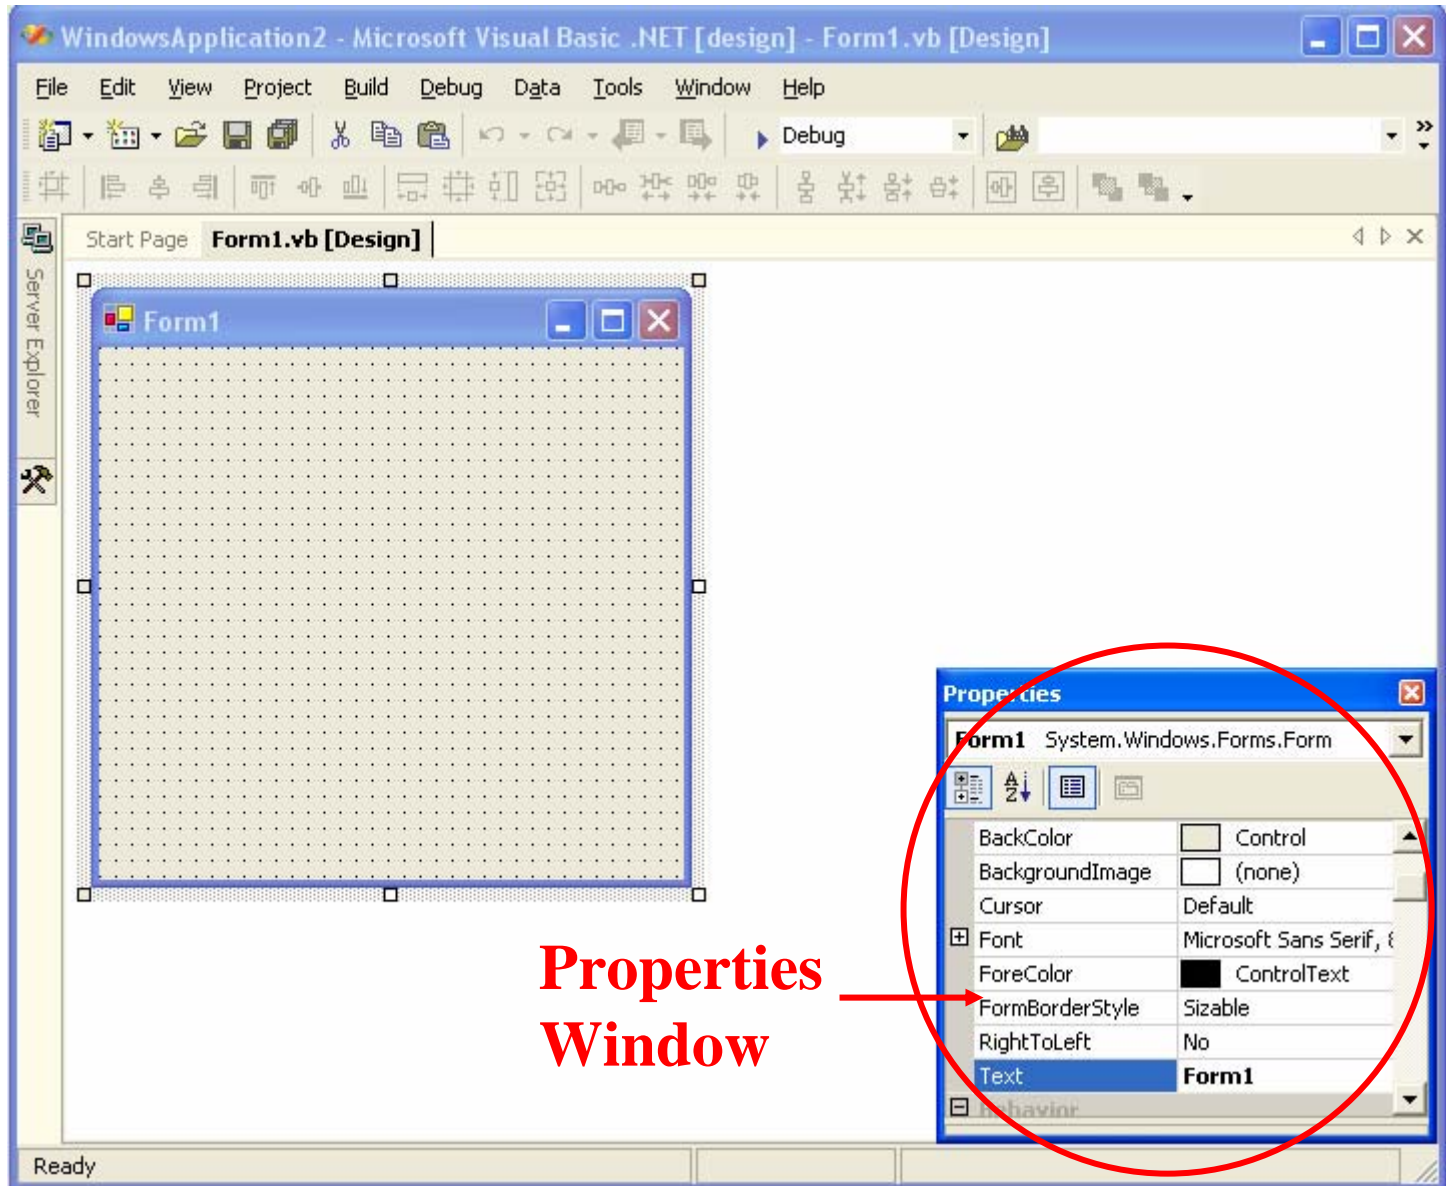 WindowsApplication2 - Microsoft Visual Basic .NET [design] - Form1.vb [Design]
File Edit View Project Build Debug Data Tools Window Help
Debug
Start Page Form1.vb [Design]
Server Explorer
Form1
Properties
Form1 System.Windows.Forms.Form
BackColor Control
BackgroundImage (none)
Cursor Default
Font Microsoft Sans Serif, 8
ForeColor ControlText
FormBorderStyle Sizable
RightToLeft No
Text Form1
Behavior
Properties
Window
Ready